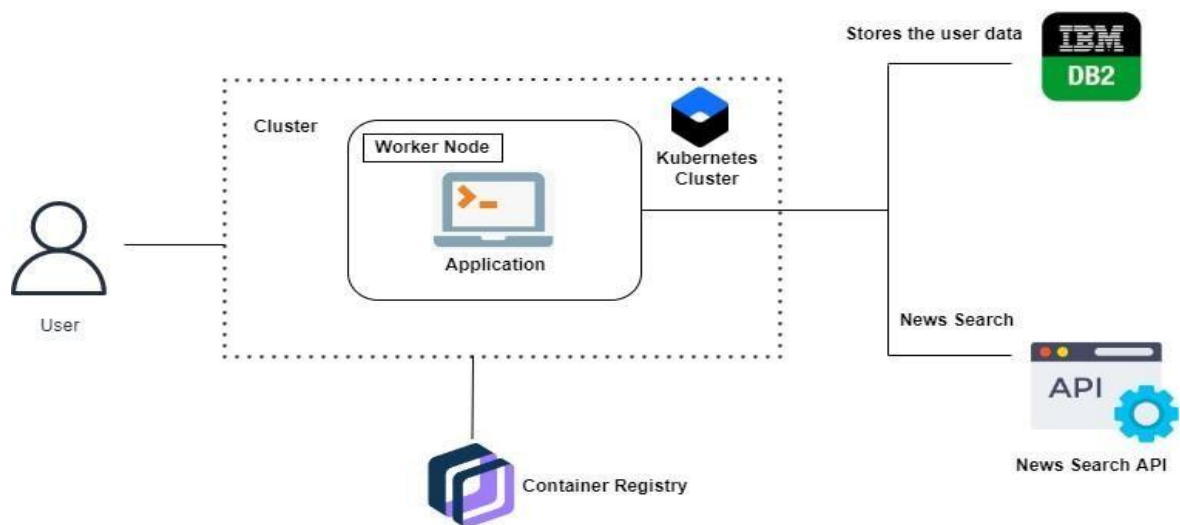 Stores the user data
IBM
DB2
Cluster
Worker Node
Kubernetes
Cluster
Application
User
News Search
API
News Search API
Container Registry